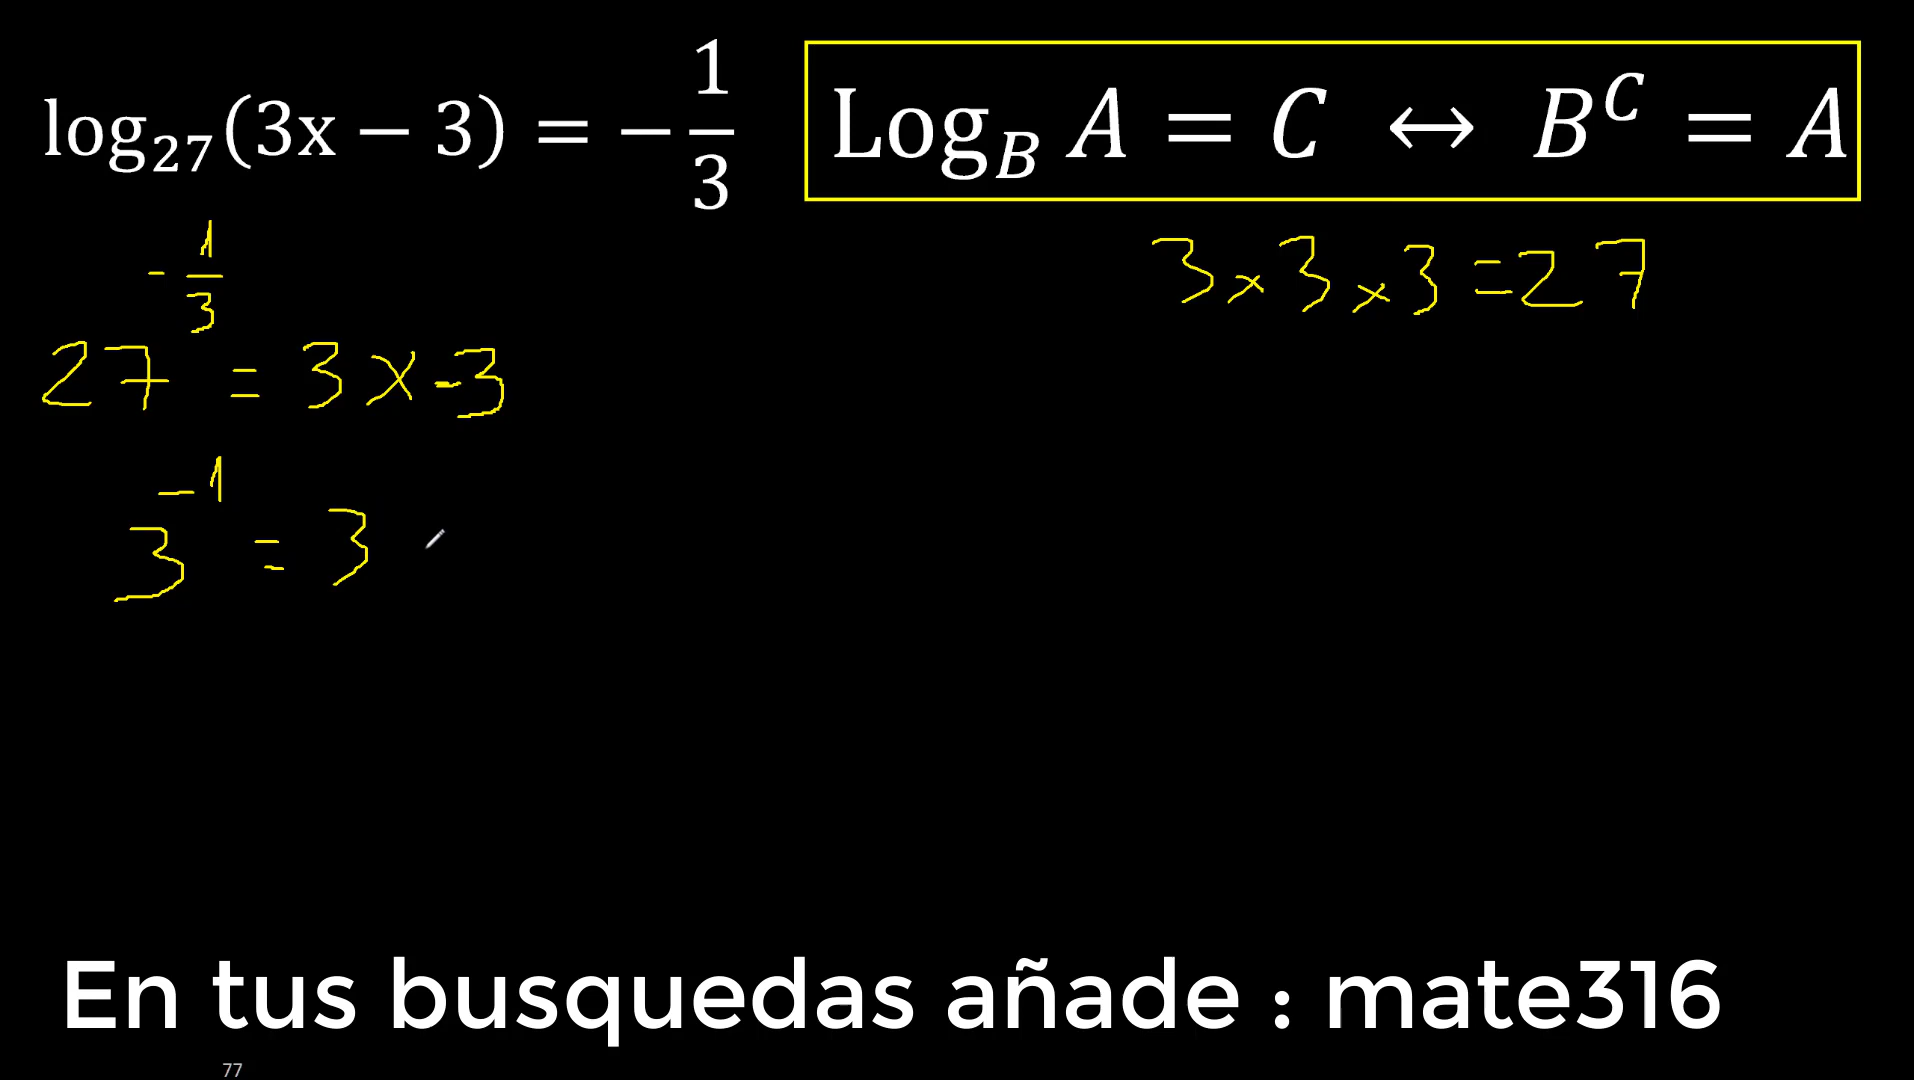 log₂₇(3x − 3) = −1/3
Log_B A = C ↔ B^C = A
3 x 3 x 3 = 27
27^(-1/3) = 3x - 3
3^(-1) = 3
En tus busquedas añade : mate316
77